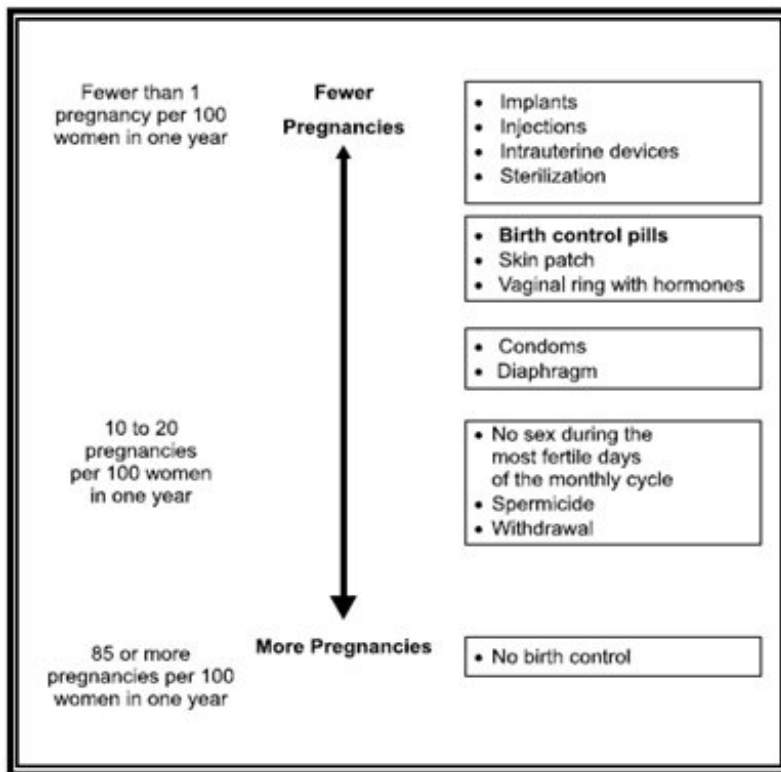 Fewer than 1
pregnancy per 100
women in one year
Fewer
Pregnancies
• Implants
• Injections
• Intrauterine devices
• Sterilization
• Birth control pills
• Skin patch
• Vaginal ring with hormones
• Condoms
• Diaphragm
10 to 20
pregnancies
per 100 women
in one year
• No sex during the
most fertile days
of the monthly cycle
• Spermicide
• Withdrawal
85 or more
pregnancies per 100
women in one year
More Pregnancies
• No birth control